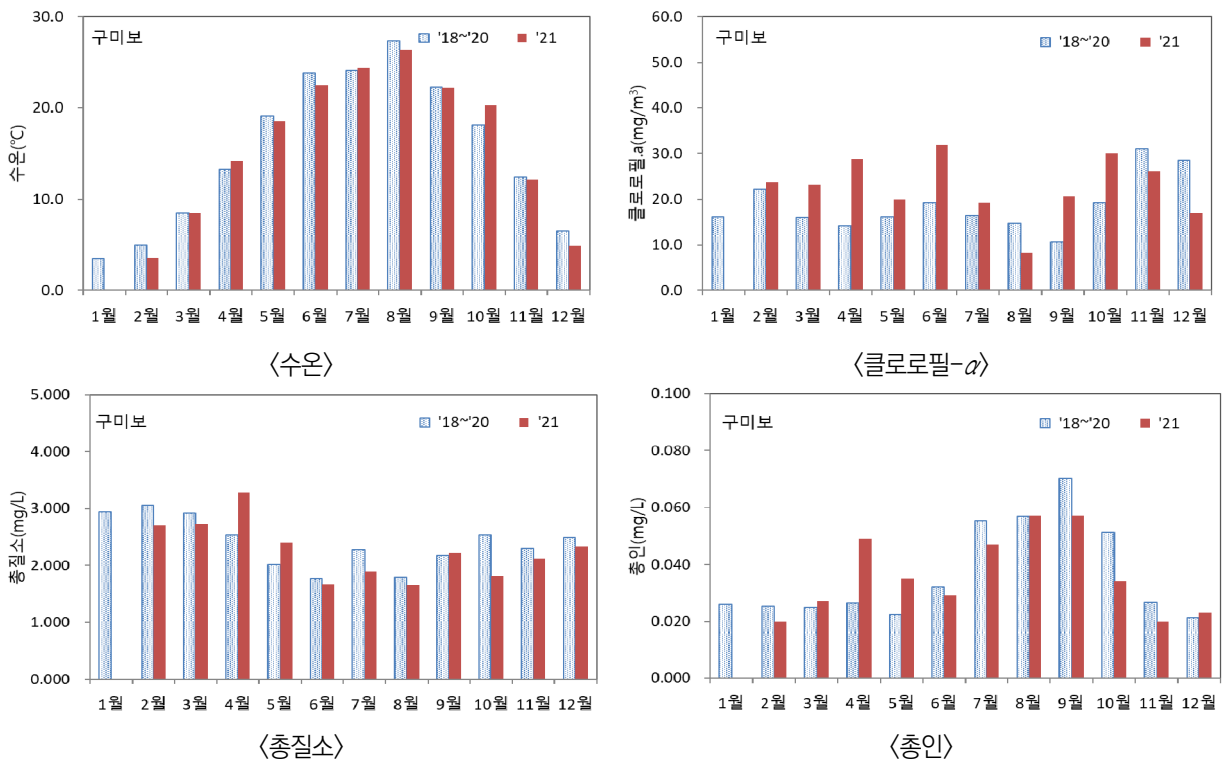 구미보
'18~'20 '21
30.0
20.0
10.0
0.0
수온(℃)
1월 2월 3월 4월 5월 6월 7월 8월 9월 10월 11월 12월
〈수온〉
구미보
'18~'20 '21
60.0
50.0
40.0
30.0
20.0
10.0
0.0
클로로필.a(mg/m³)
1월 2월 3월 4월 5월 6월 7월 8월 9월 10월 11월 12월
〈클로로필-α〉
구미보
'18~'20 '21
5.000
4.000
3.000
2.000
1.000
0.000
총질소(mg/L)
1월 2월 3월 4월 5월 6월 7월 8월 9월 10월 11월 12월
〈총질소〉
구미보
'18~'20 '21
0.100
0.080
0.060
0.040
0.020
0.000
총인(mg/L)
1월 2월 3월 4월 5월 6월 7월 8월 9월 10월 11월 12월
〈총인〉